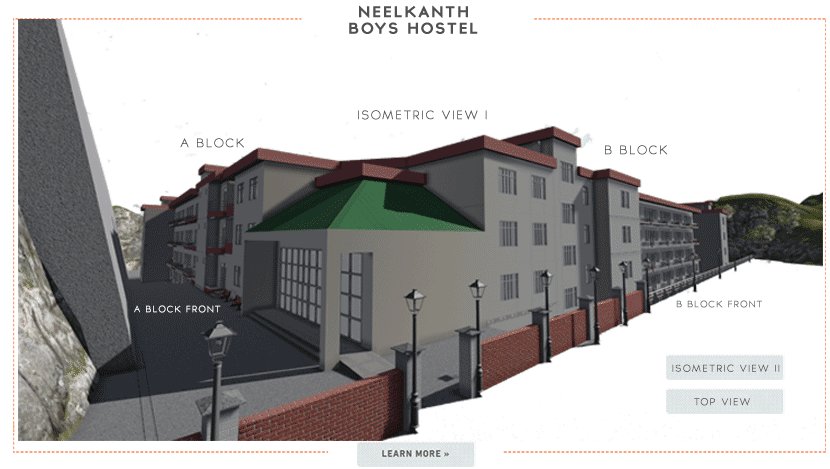 NEELKANTH
BOYS HOSTEL
ISOMETRIC VIEW I
A BLOCK
B BLOCK
A BLOCK FRONT
B BLOCK FRONT
ISOMETRIC VIEW II
TOP VIEW
LEARN MORE »